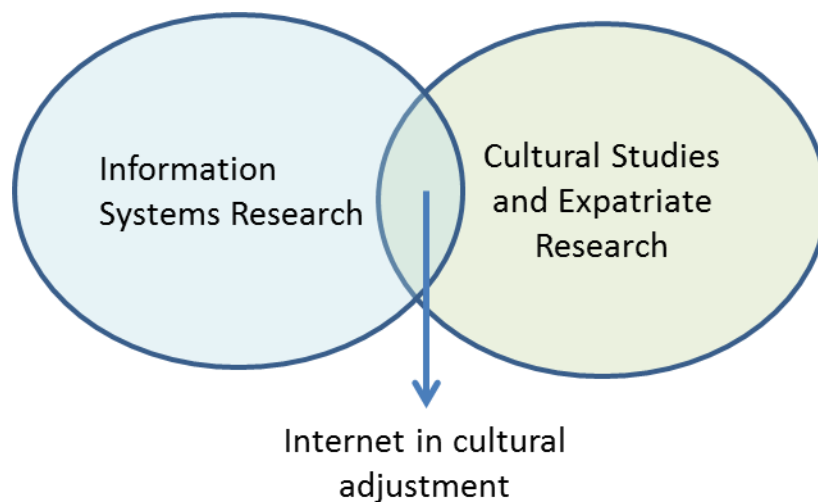 Information
Systems Research
Cultural Studies
and Expatriate
Research
Internet in cultural
adjustment